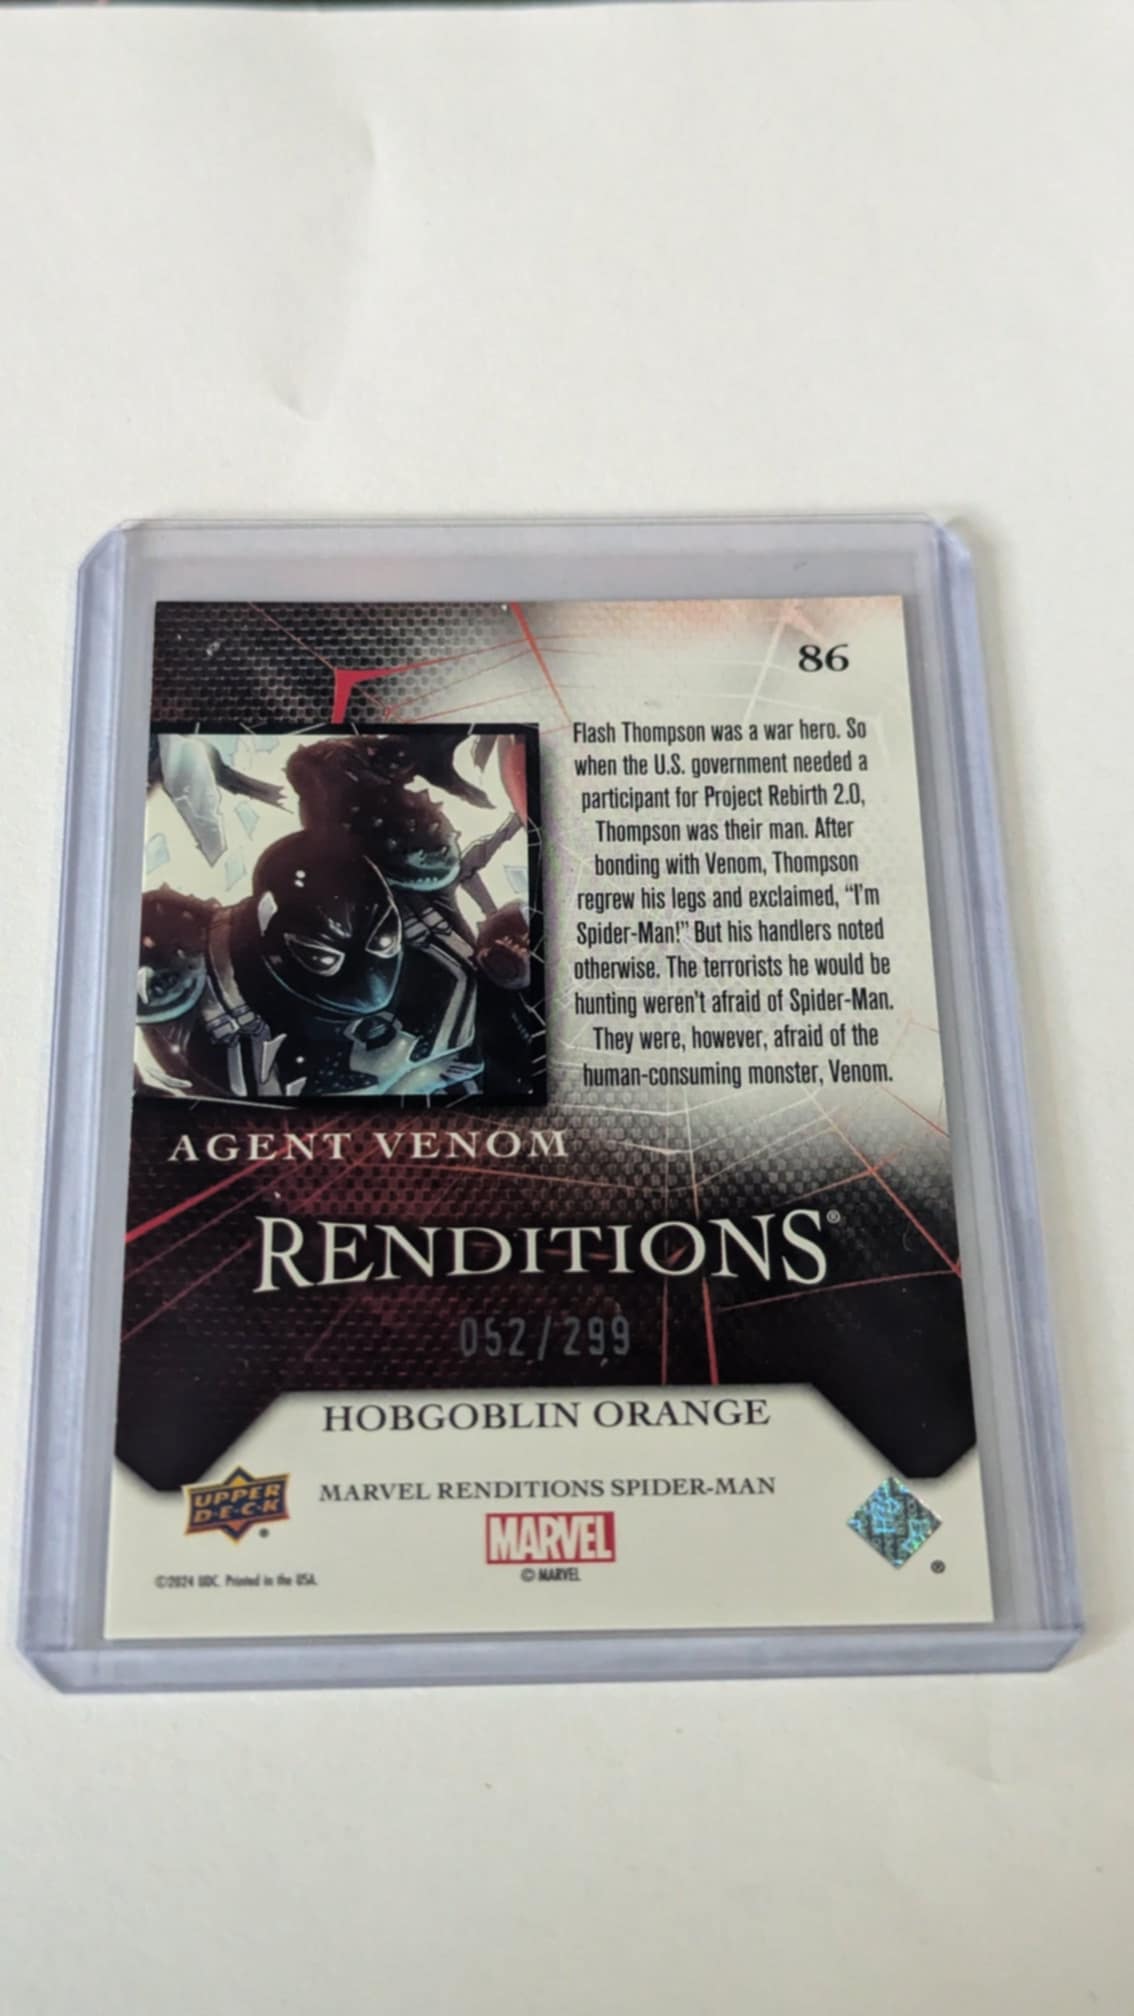 86
Flash Thompson was a war hero. So
when the U.S. government needed a
participant for Project Rebirth 2.0,
Thompson was their man. After
bonding with Venom, Thompson
regrew his legs and exclaimed, “I’m
Spider-Man!” But his handlers noted
otherwise. The terrorists he would be
hunting weren’t afraid of Spider-Man.
They were, however, afraid of the
human-consuming monster, Venom.
AGENT VENOM
RENDITIONS®
052/299
HOBGOBLIN ORANGE
UPPER
D•E•C•K
®
MARVEL RENDITIONS SPIDER-MAN
MARVEL
© MARVEL
©2024 UDC. Printed in the USA.
®